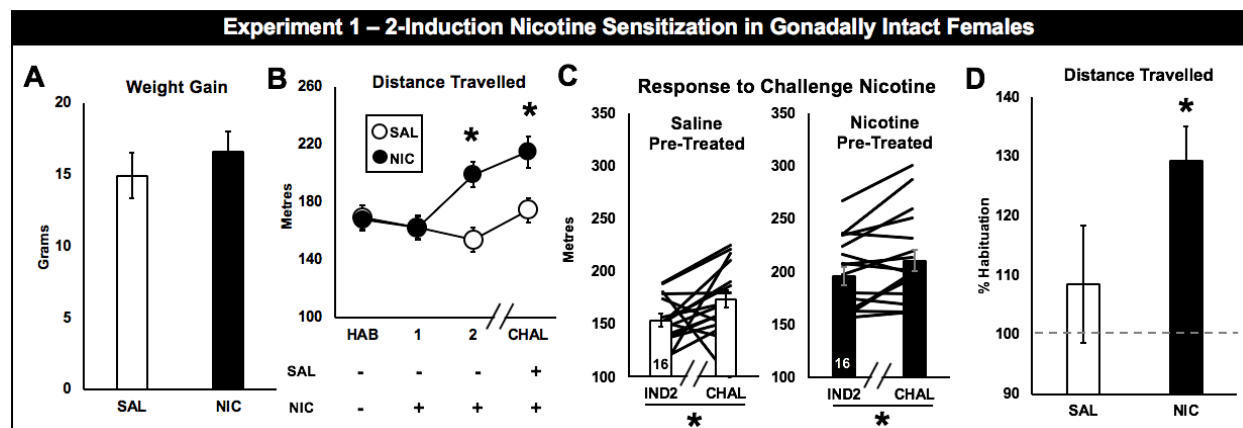 Experiment 1 – 2-Induction Nicotine Sensitization in Gonadally Intact Females
A
Weight Gain
20
15
10
5
0
Grams
SAL NIC
B
Distance Travelled
260
220
180
140
100
Metres
SAL
NIC
*
*
HAB 1 2 // CHAL
SAL - - - +
NIC - + + +
C
Response to Challenge Nicotine
350
300
250
200
150
100
Metres
Saline
Pre-Treated
16
IND2 // CHAL
*
350
300
250
200
150
100
Nicotine
Pre-Treated
16
IND2 // CHAL
*
D
Distance Travelled
140
130
120
110
100
90
% Habituation
*
SAL NIC